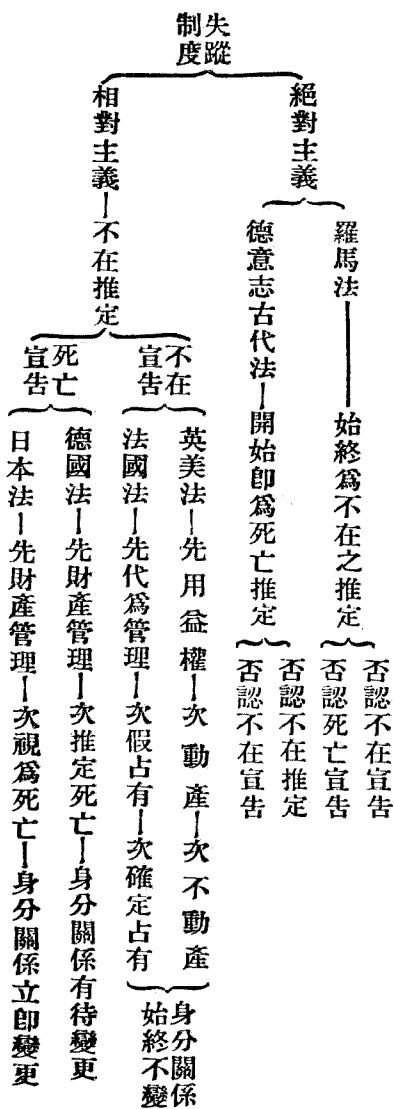 失蹤
制度
絕對主義
羅馬法——始終爲不在之推定
否認不在宣告
否認死亡宣告
德意志古代法—開始卽爲死亡推定
否認不在推定
否認不在宣告
相對主義—不在推定
不在
宣告
英美法—先用益權—次動產—次不動產
法國法—先代爲管理—次假占有—次確定占有
身分關係
始終不變
死亡
宣告
德國法—先財產管理—次推定死亡—身分關係有待變更
日本法—先財產管理—次視爲死亡—身分關係立卽變更